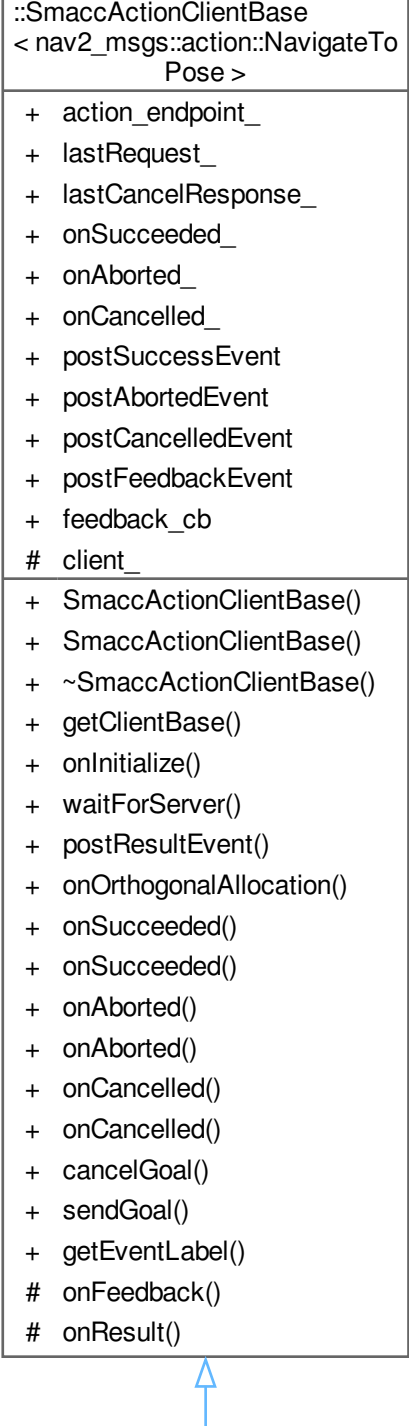 ::SmaccActionClientBase
< nav2_msgs::action::NavigateTo
Pose >
+ action_endpoint_
+ lastRequest_
+ lastCancelResponse_
+ onSucceeded_
+ onAborted_
+ onCancelled_
+ postSuccessEvent
+ postAbortedEvent
+ postCancelledEvent
+ postFeedbackEvent
+ feedback_cb
# client_
+ SmaccActionClientBase()
+ SmaccActionClientBase()
+ ~SmaccActionClientBase()
+ getClientBase()
+ onInitialize()
+ waitForServer()
+ postResultEvent()
+ onOrthogonalAllocation()
+ onSucceeded()
+ onSucceeded()
+ onAborted()
+ onAborted()
+ onCancelled()
+ onCancelled()
+ cancelGoal()
+ sendGoal()
+ getEventLabel()
# onFeedback()
# onResult()